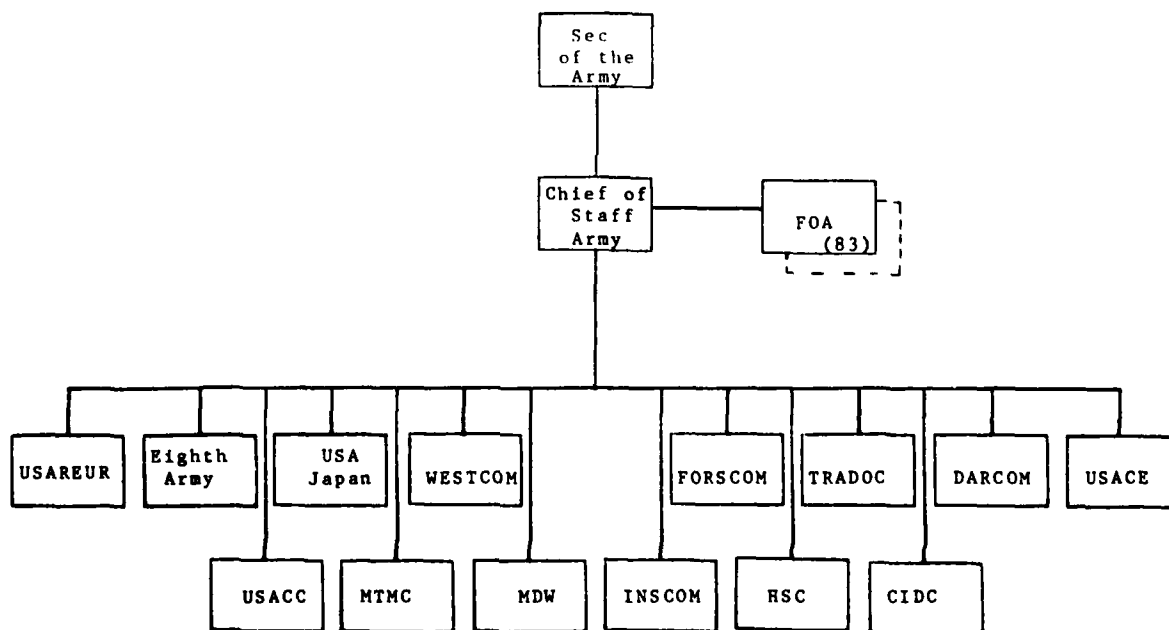 Sec
of the
Army
Chief of
Staff
Army
FOA
(83)
USAREUR
Eighth
Army
USA
Japan
WESTCOM
FORSCOM
TRADOC
DARCOM
USACE
USACC
MTMC
MDW
INSCOM
HSC
CIDC